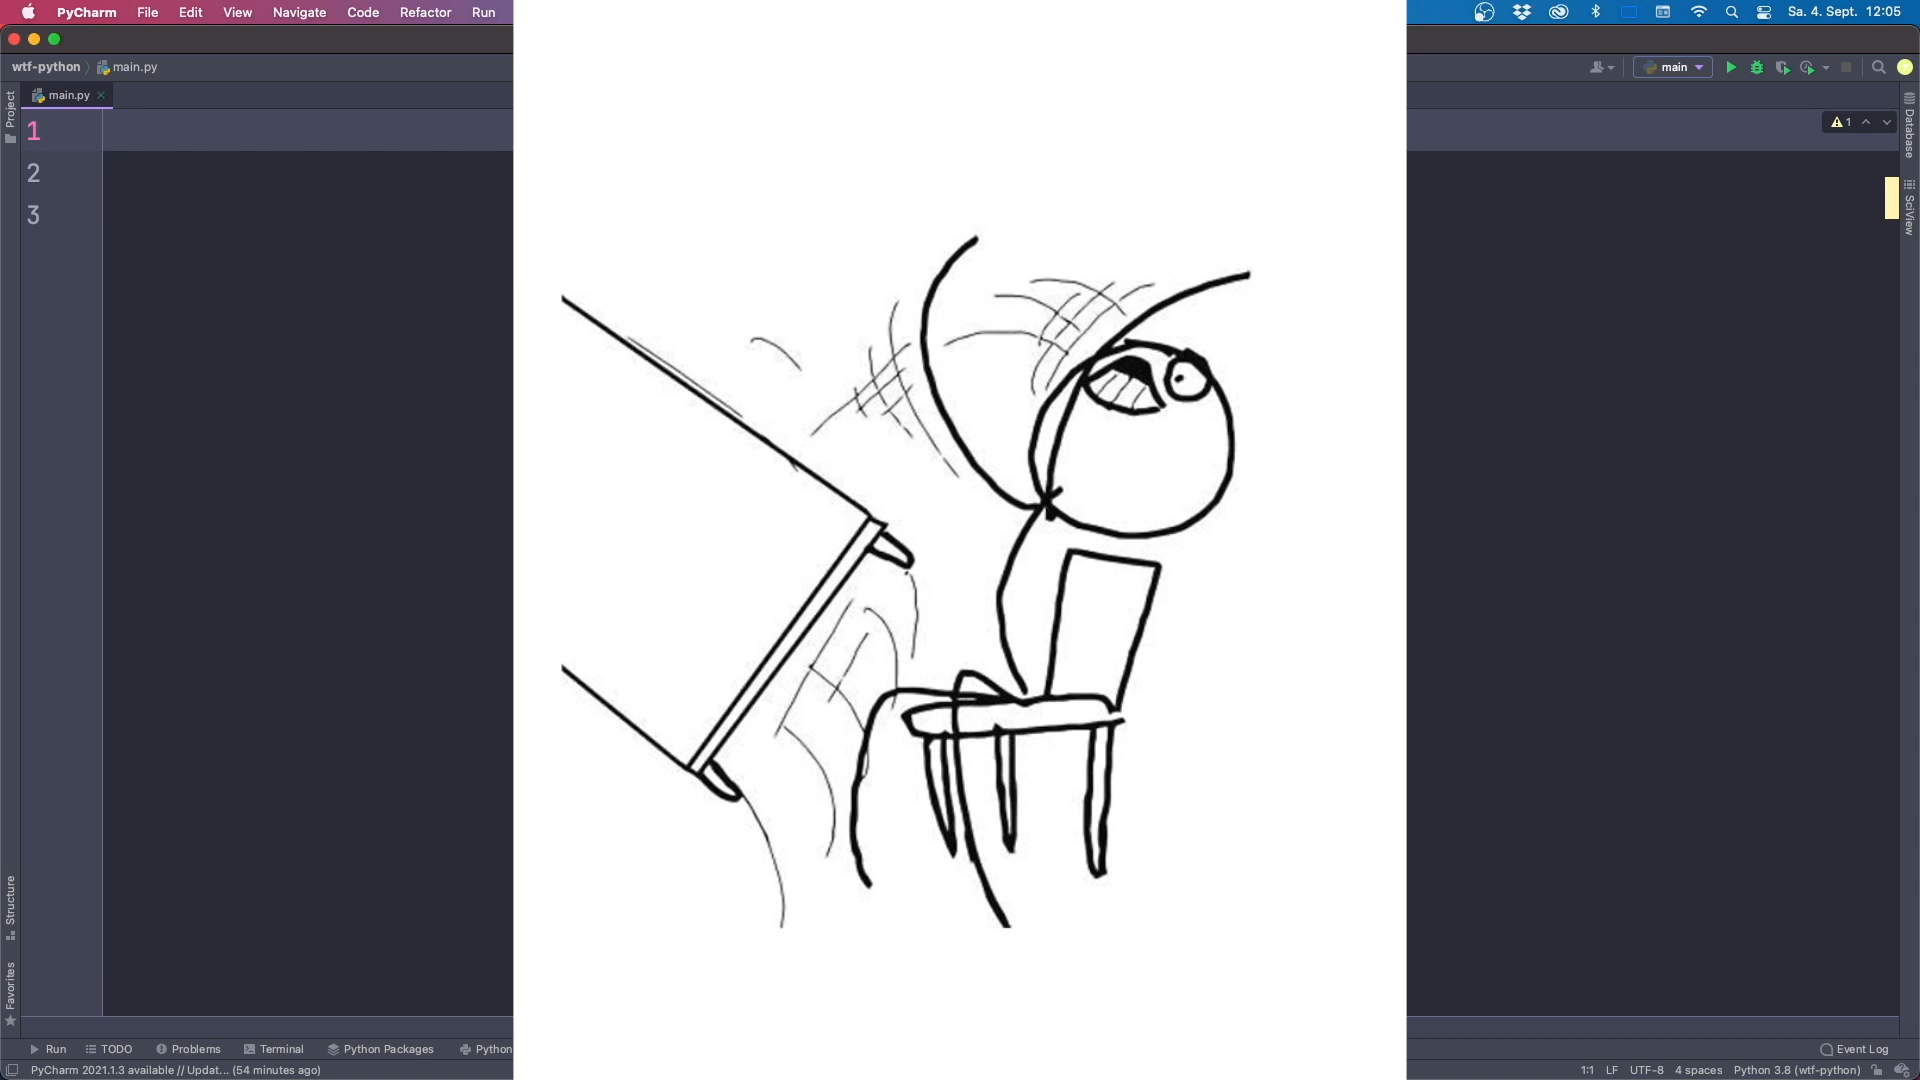 PyCharm File Edit View Navigate Code Refactor Run Sa. 4. Sept. 12:05
wtf-python main.py main
main.py
Project
1
2
3
1
Database
SciView
Structure
Favorites
Run TODO Problems Terminal Python Packages Python Event Log
PyCharm 2021.1.3 available // Updat... (54 minutes ago) 1:1 LF UTF-8 4 spaces Python 3.8 (wtf-python)